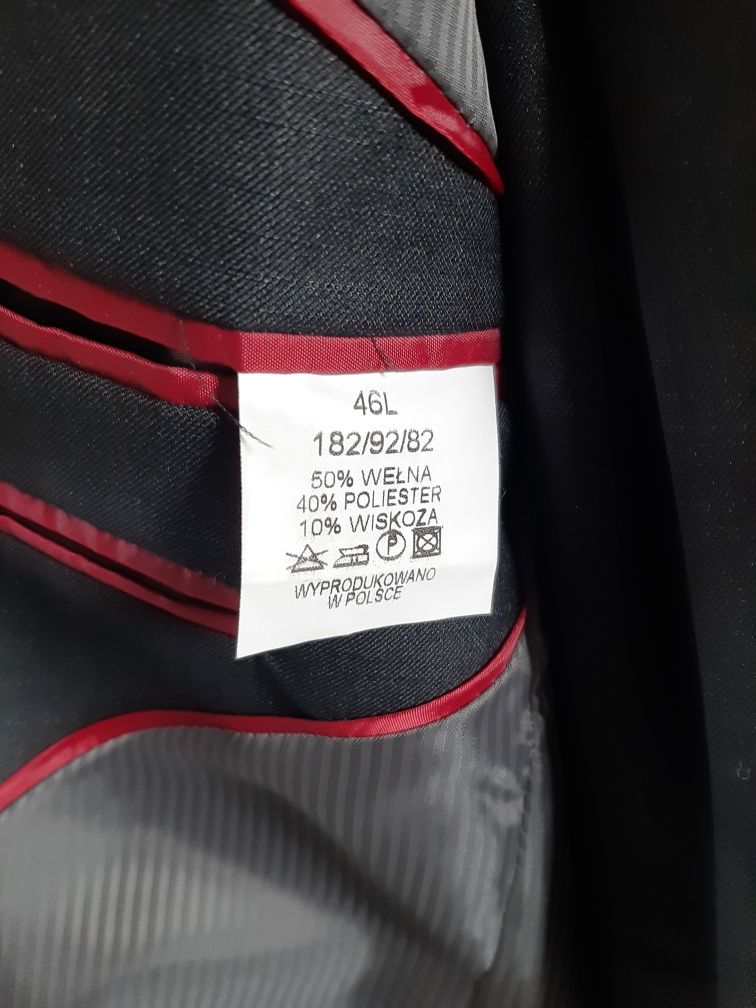 46L
182/92/82
50% WEŁNA
40% POLIESTER
10% WISKOZA
P
WYPRODUKOWANO
W POLSCE